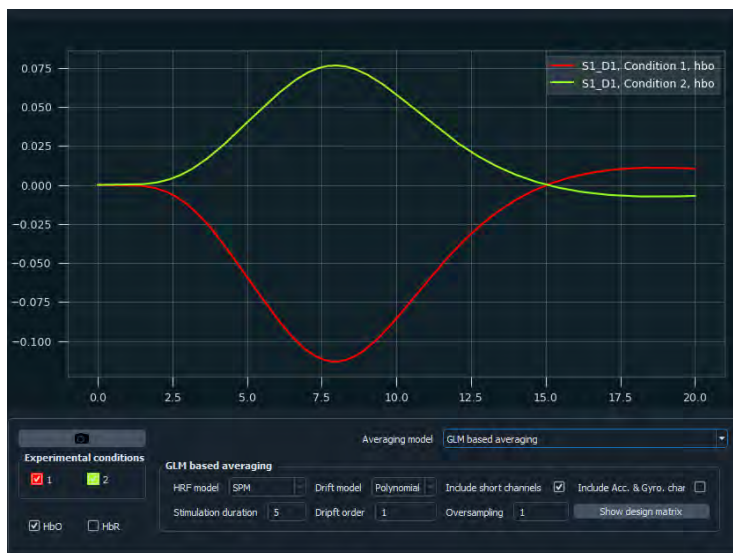 S1_D1, Condition 1, hbo
S1_D1, Condition 2, hbo
0.075
0.050
0.025
0.000
−0.025
−0.050
−0.075
−0.100
0.0 2.5 5.0 7.5 10.0 12.5 15.0 17.5 20.0
Averaging model GLM based averaging
Experimental conditions
1 2
HbO HbR
GLM based averaging
HRF model SPM Drift model Polynomial Include short channels Include Acc. & Gyro. char
Stimulation duration 5 Dripft order 1 Oversampling 1 Show design matrix